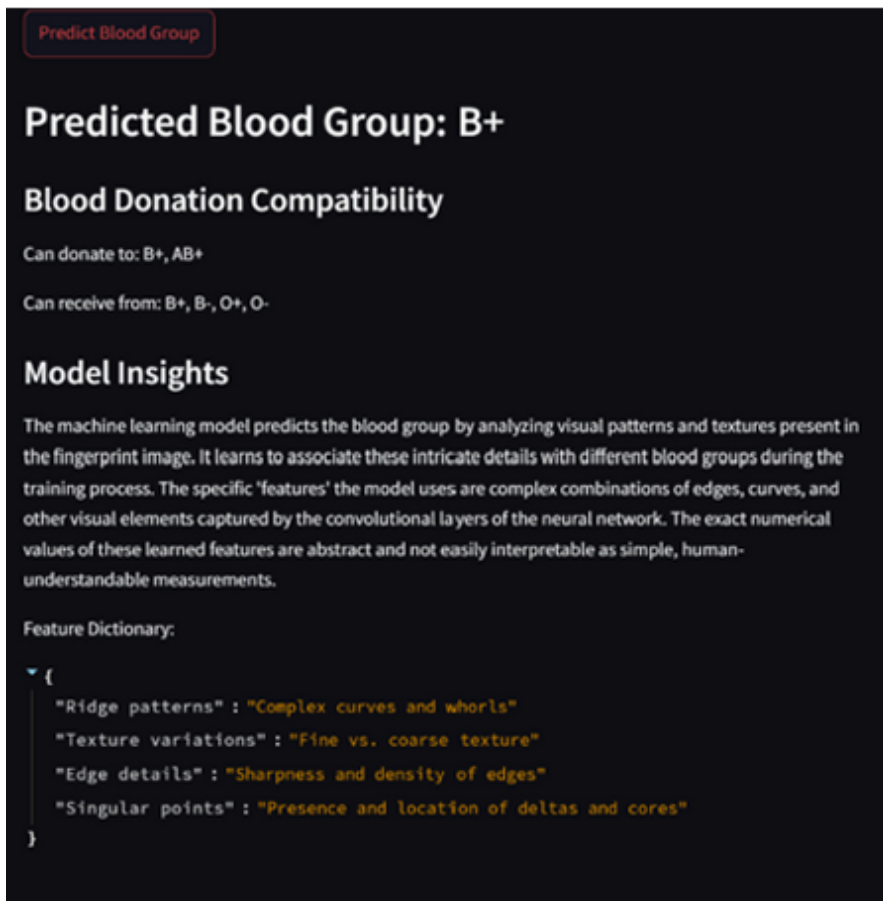 Predict Blood Group
Predicted Blood Group: B+
Blood Donation Compatibility
Can donate to: B+, AB+
Can receive from: B+, B-, O+, O-
Model Insights
The machine learning model predicts the blood group by analyzing visual patterns and textures present in
the fingerprint image. It learns to associate these intricate details with different blood groups during the
training process. The specific 'features' the model uses are complex combinations of edges, curves, and
other visual elements captured by the convolutional layers of the neural network. The exact numerical
values of these learned features are abstract and not easily interpretable as simple, human-
understandable measurements.
Feature Dictionary:
{
"Ridge patterns" : "Complex curves and whorls"
"Texture variations" : "Fine vs. coarse texture"
"Edge details" : "Sharpness and density of edges"
"Singular points" : "Presence and location of deltas and cores"
}